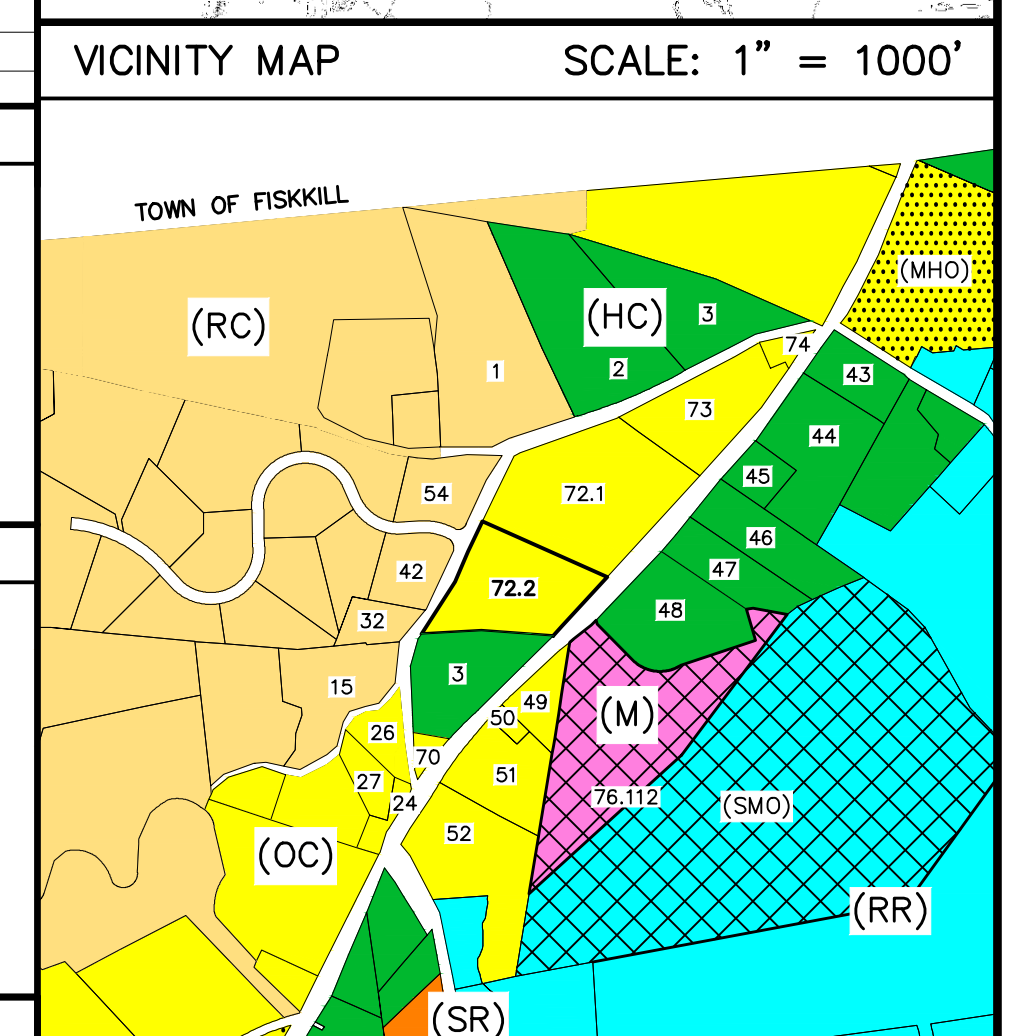 VICINITY MAP SCALE: 1" = 1000'
TOWN OF FISKKILL
(MHO)
(RC)
(HC)
3
74
1
2
43
73
44
54
72.1
45
46
42
47
72.2
48
32
3
15
49
(M)
50
26
70
51
27
76.112
24
(SMO)
52
(OC)
(RR)
(SR)